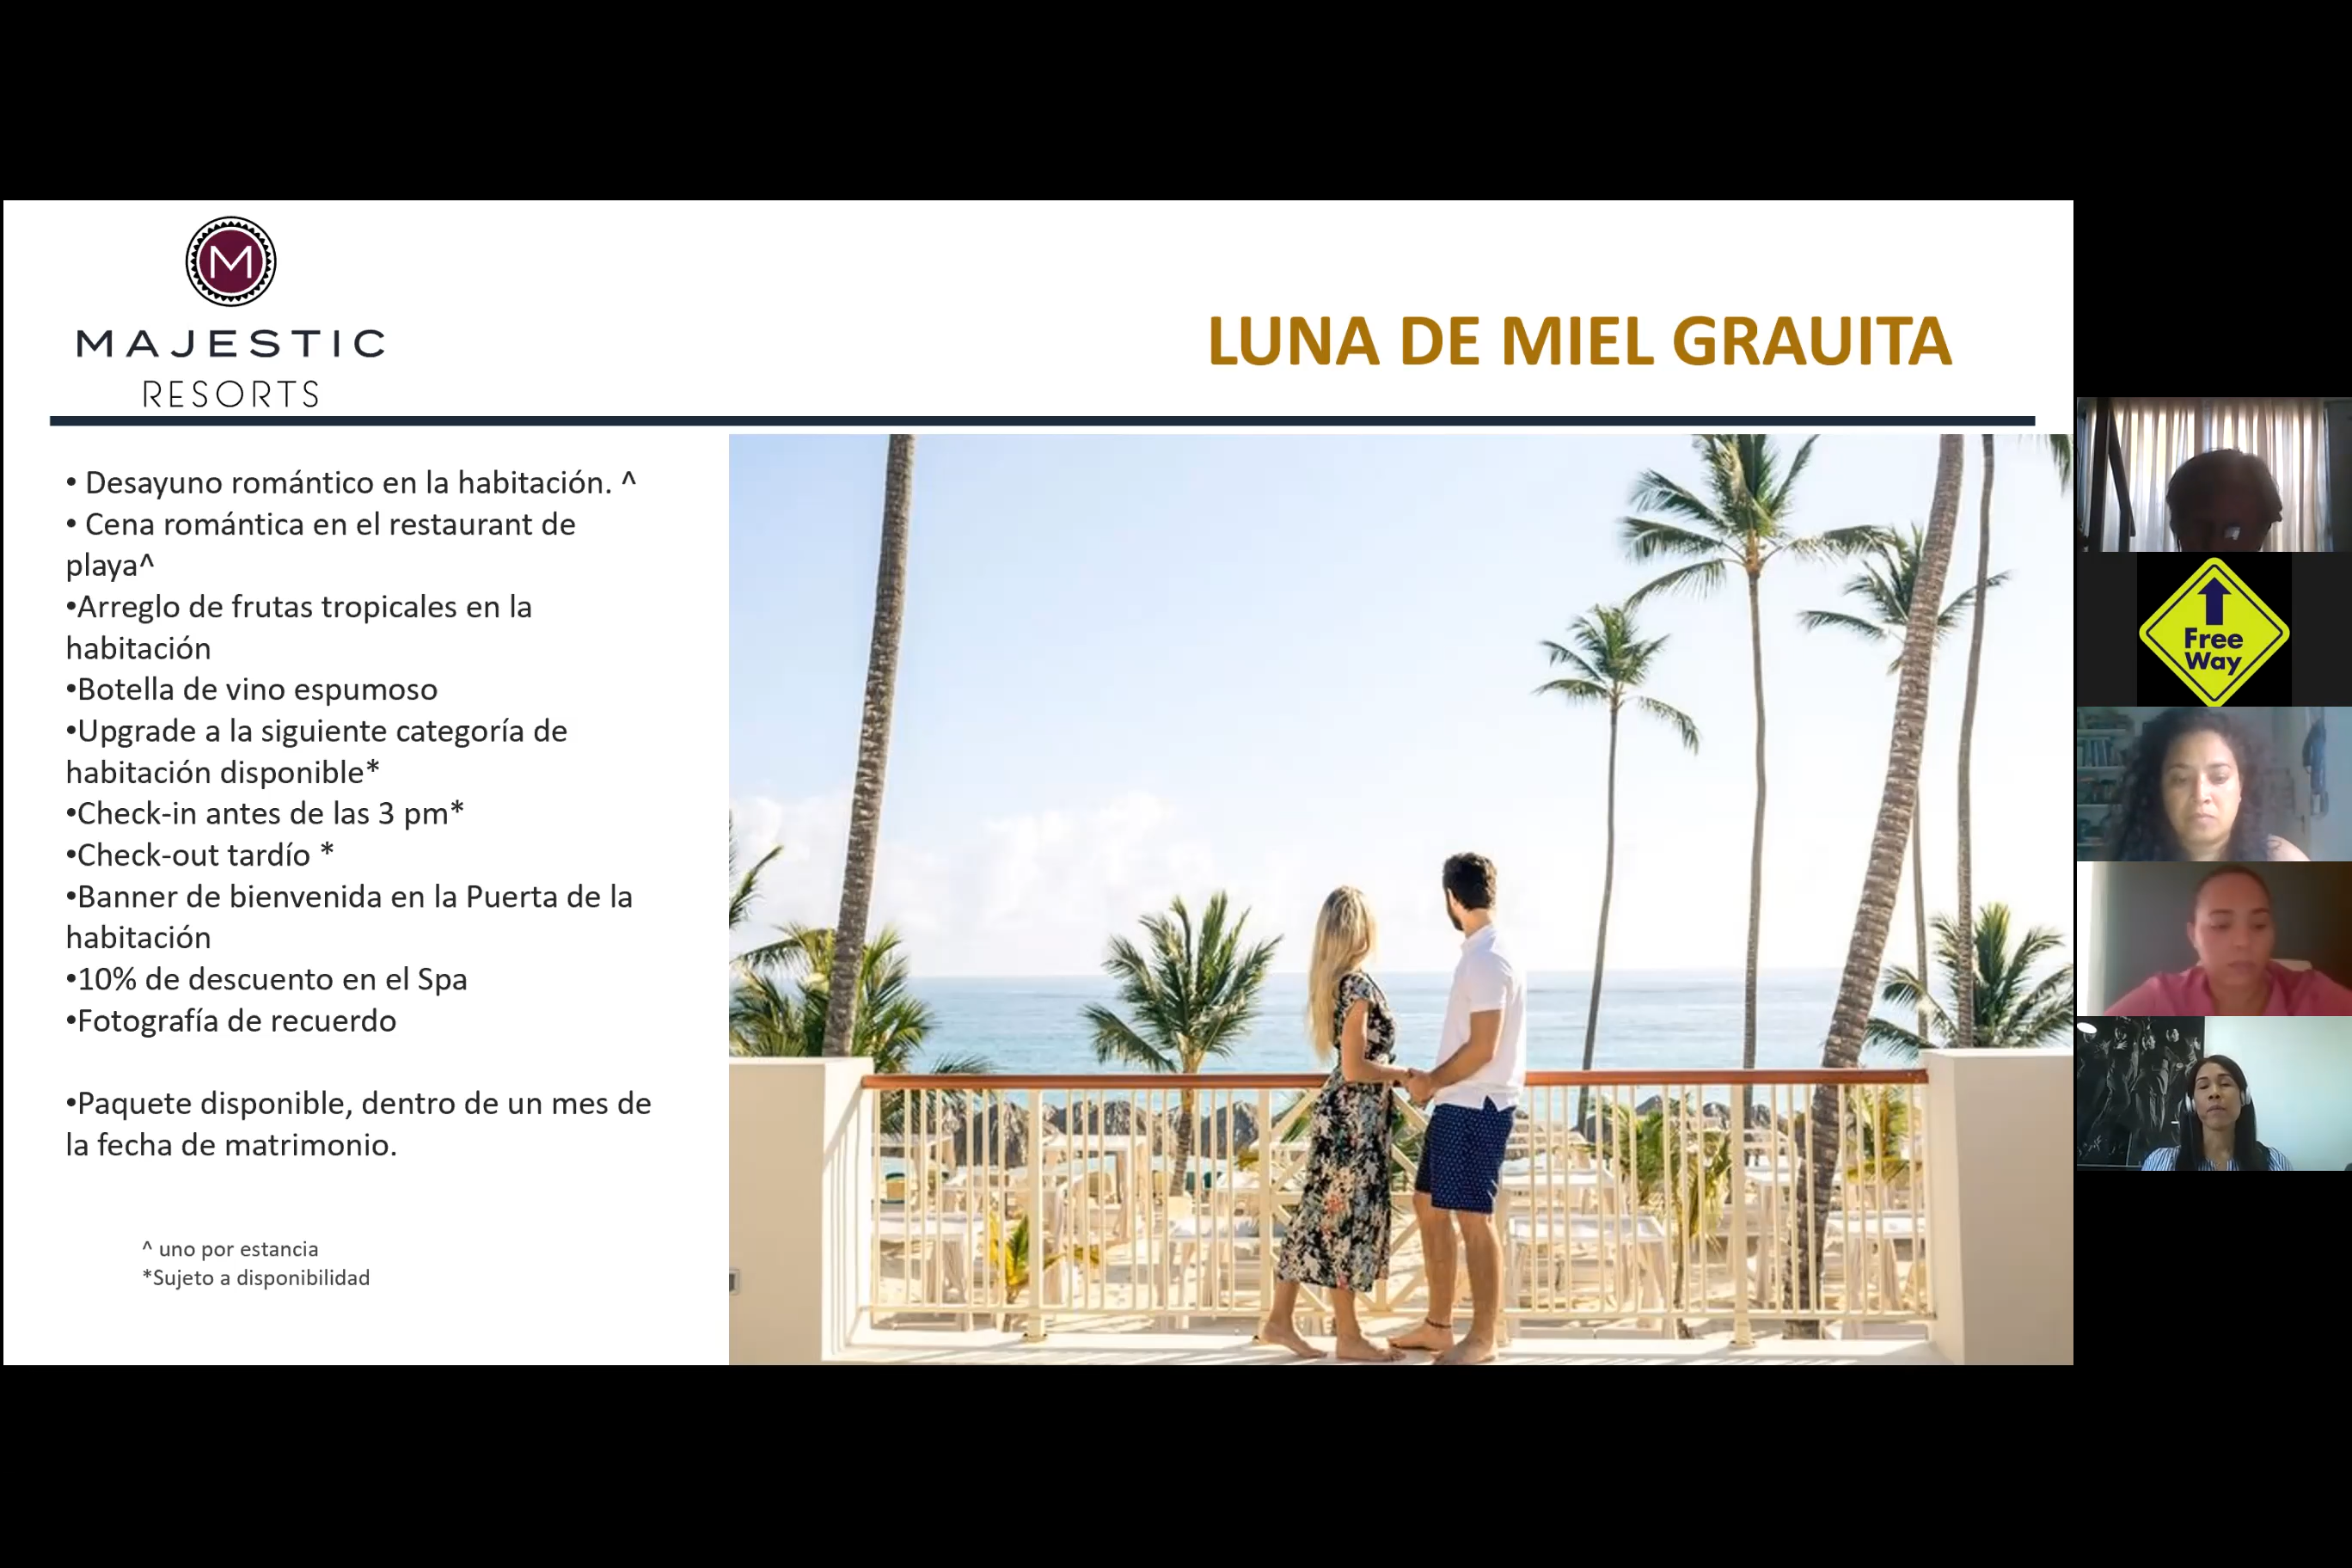 M
MAJESTIC
RESORTS
LUNA DE MIEL GRAUITA
• Desayuno romántico en la habitación. ^
• Cena romántica en el restaurant de
playa^
•Arreglo de frutas tropicales en la
habitación
•Botella de vino espumoso
•Upgrade a la siguiente categoría de
habitación disponible*
•Check-in antes de las 3 pm*
•Check-out tardío *
•Banner de bienvenida en la Puerta de la
habitación
•10% de descuento en el Spa
•Fotografía de recuerdo
•Paquete disponible, dentro de un mes de
la fecha de matrimonio.
^ uno por estancia
*Sujeto a disponibilidad
Free
Way